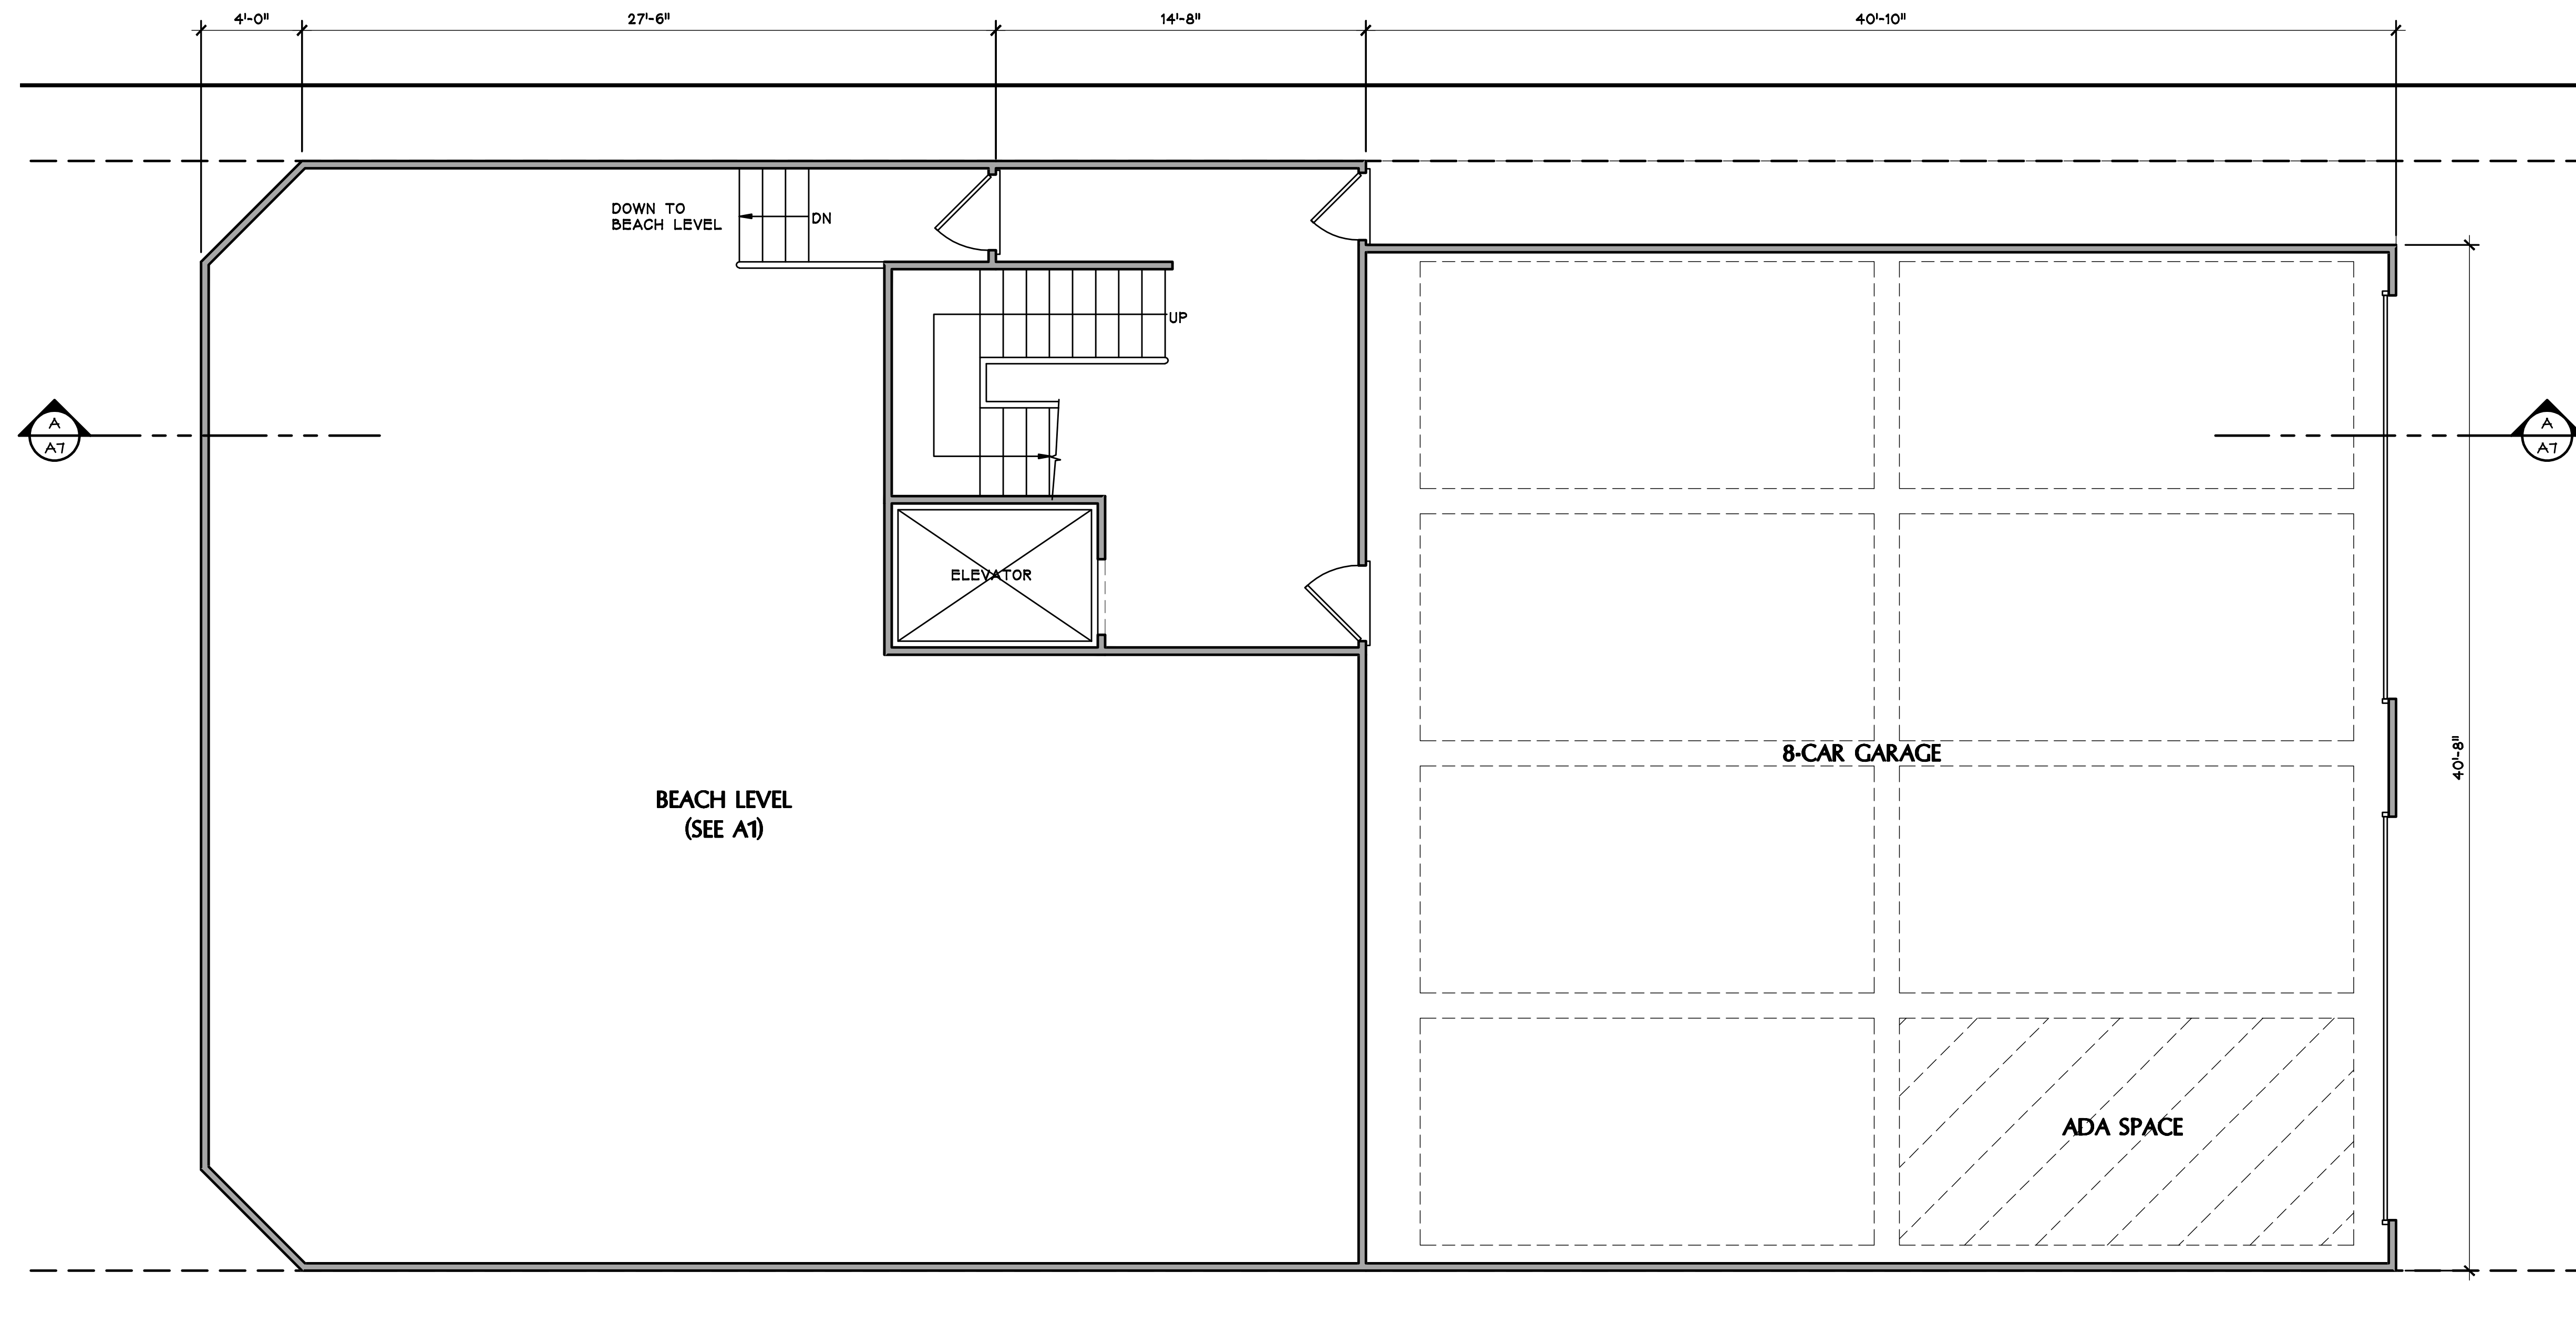 4'-0"
27'-6"
14'-8"
40'-10"
DOWN TO
BEACH LEVEL
DN
UP
A
A7
A
A7
ELEVATOR
8-CAR GARAGE
40'-8"
BEACH LEVEL
(SEE A1)
ADA SPACE